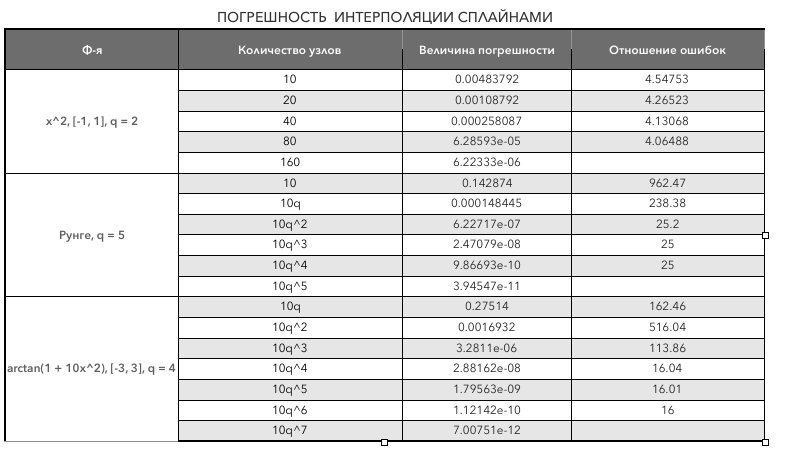 ПОГРЕШНОСТЬ ИНТЕРПОЛЯЦИИ СПЛАЙНАМИ
Ф-я Количество узлов Величина погрешности Отношение ошибок
x^2, [-1, 1], q = 2
10 0.00483792 4.54753
20 0.00108792 4.26523
40 0.000258087 4.13068
80 6.28593e-05 4.06488
160 6.22333e-06
Рунге, q = 5
10 0.142874 962.47
10q 0.000148445 238.38
10q^2 6.22717e-07 25.2
10q^3 2.47079e-08 25
10q^4 9.86693e-10 25
10q^5 3.94547e-11
arctan(1 + 10x^2), [-3, 3], q = 4
10q 0.27514 162.46
10q^2 0.0016932 516.04
10q^3 3.2811e-06 113.86
10q^4 2.88162e-08 16.04
10q^5 1.79563e-09 16.01
10q^6 1.12142e-10 16
10q^7 7.00751e-12